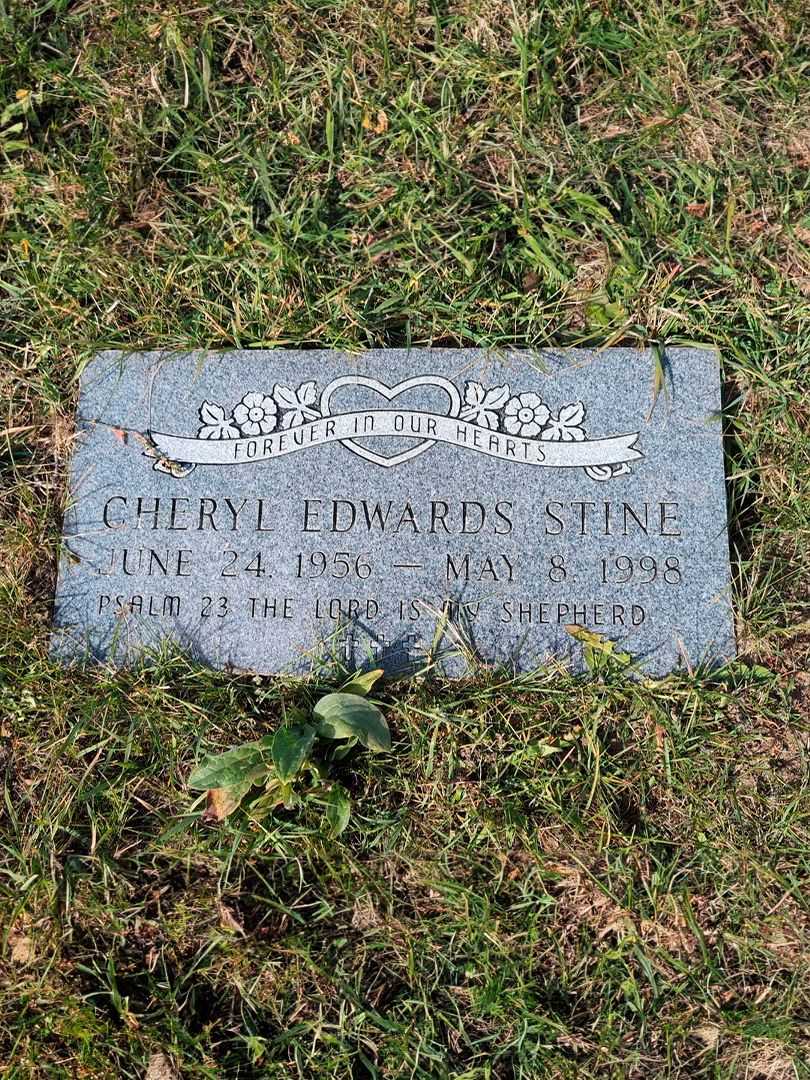 FOREVER IN OUR HEARTS
CHERYL EDWARDS STINE
JUNE 24, 1956 — MAY 8, 1998
PSALM 23 THE LORD IS MY SHEPHERD